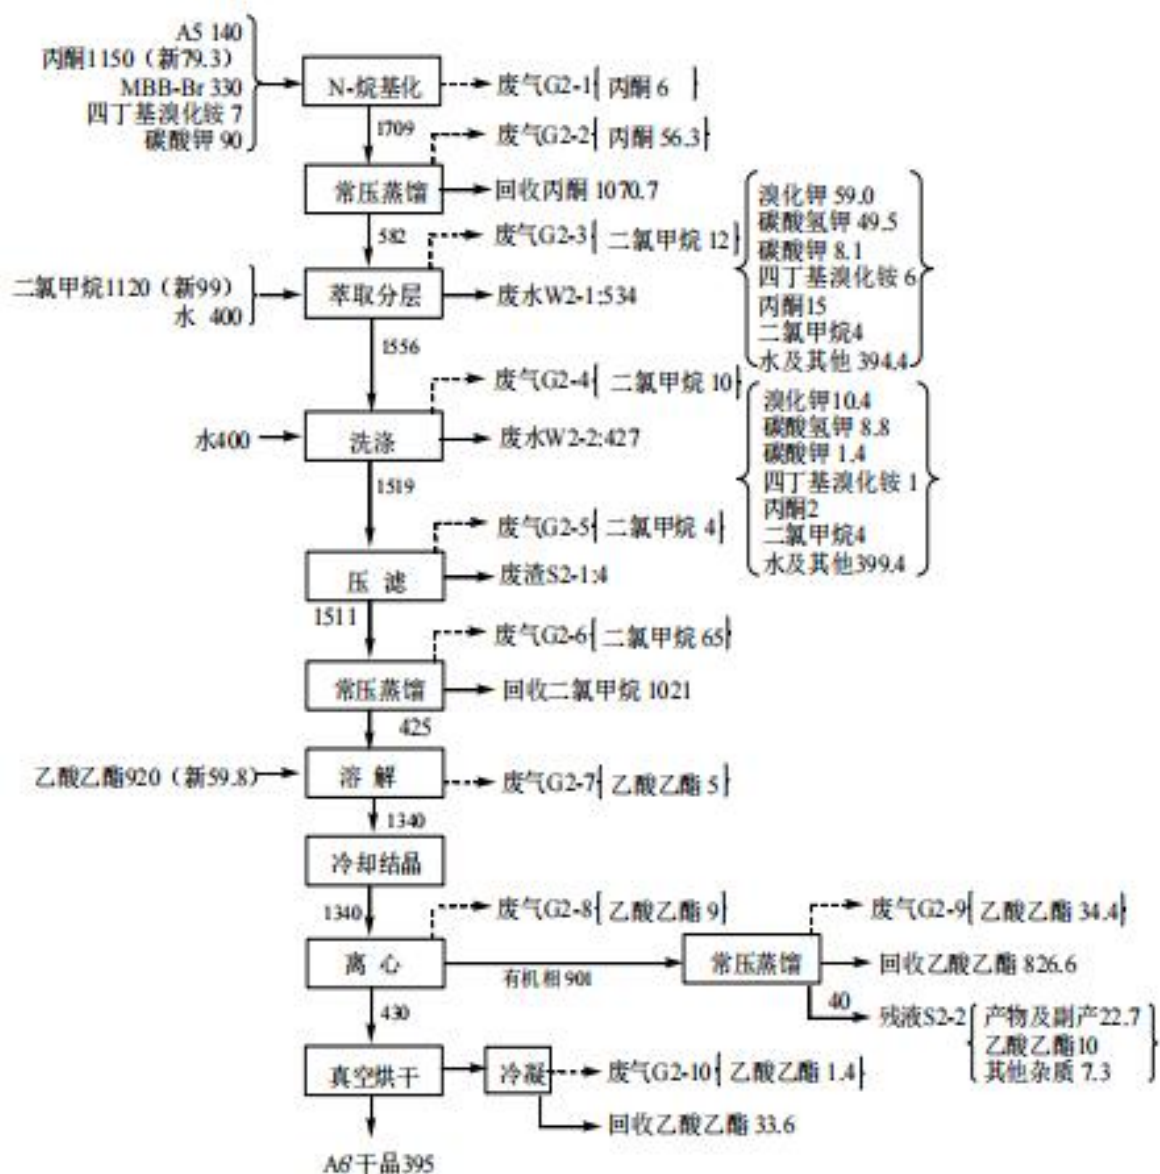 A5 140
丙酮1150（新79.3）
MBB-Br 330
四丁基溴化铵 7
碳酸钾 90
N-烷基化
废气G2-1{ 丙酮 6 }
1709
废气G2-2{ 丙酮 56.3}
常压蒸馏
回收丙酮 1070.7
582
废气G2-3{ 二氯甲烷 12}
二氯甲烷1120（新99）
水 400
萃取分层
废水W2-1:534
溴化钾 59.0
碳酸氢钾 49.5
碳酸钾 8.1
四丁基溴化铵 6
丙酮15
二氯甲烷4
水及其他 394.4
1556
废气G2-4{ 二氯甲烷 10}
水400
洗涤
废水W2-2:427
溴化钾10.4
碳酸氢钾 8.8
碳酸钾 1.4
四丁基溴化铵 1
丙酮2
二氯甲烷4
水及其他399.4
1519
废气G2-5{ 二氯甲烷 4}
压 滤
废渣S2-1:4
1511
废气G2-6{ 二氯甲烷 65}
常压蒸馏
回收二氯甲烷 1021
425
乙酸乙酯920（新59.8）
溶 解
废气G2-7{ 乙酸乙酯 5}
1340
冷却结晶
1340
废气G2-8{ 乙酸乙酯 9}
废气G2-9{ 乙酸乙酯 34.4}
离 心
有机相 901
常压蒸馏
回收乙酸乙酯 826.6
40
残液S2-2
产物及副产22.7
乙酸乙酯10
其他杂质 7.3
430
真空烘干
冷凝
废气G2-10{ 乙酸乙酯 1.4}
回收乙酸乙酯 33.6
A6'干品395